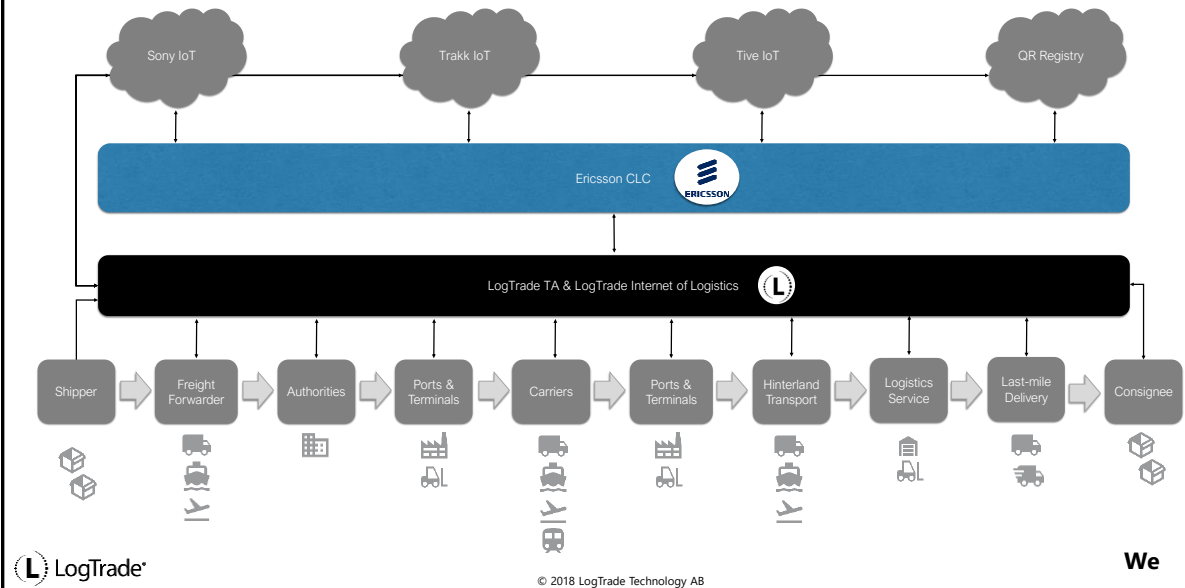 Sony IoT
Trakk IoT
Tive IoT
QR Registry
Ericsson CLC
ERICSSON
LogTrade TA & LogTrade Internet of Logistics
L
Shipper
Freight
Forwarder
Authorities
Ports &
Terminals
Carriers
Ports &
Terminals
Hinterland
Transport
Logistics
Service
Last-mile
Delivery
Consignee
L LogTrade
© 2018 LogTrade Technology AB
We